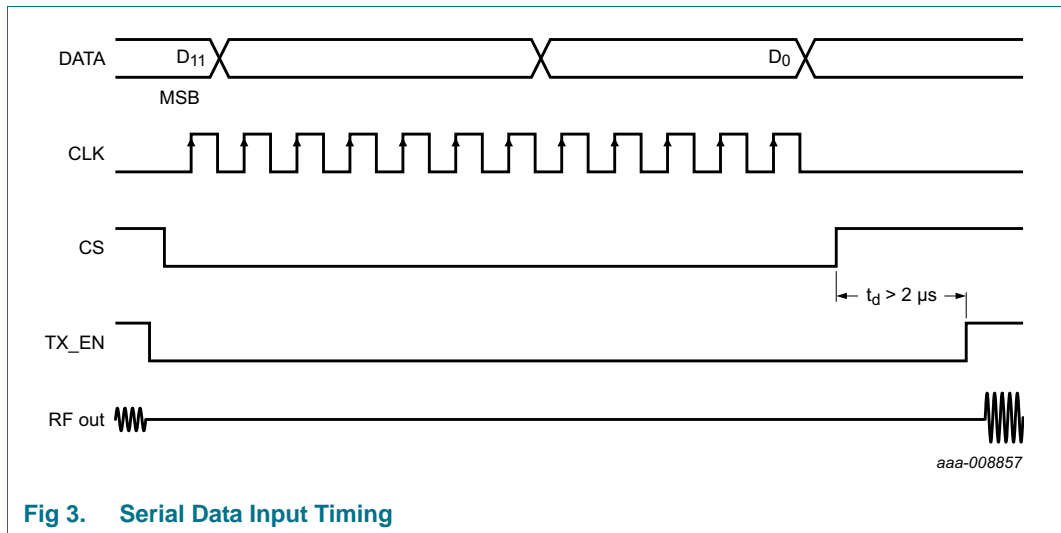 DATA D11 D0
MSB
CLK
CS
td > 2 µs
TX_EN
RF out
aaa-008857
Fig 3. Serial Data Input Timing